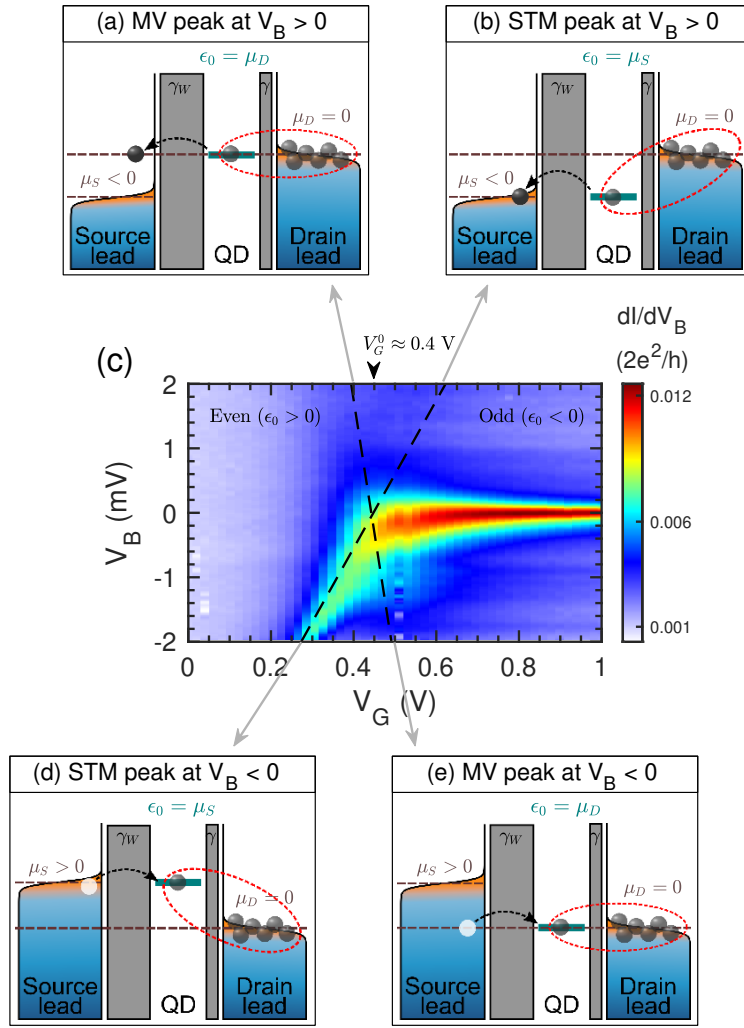 (a) MV peak at V_B > 0
ϵ_0 = μ_D
γ_W
γ
μ_D = 0
μ_S < 0
Source lead
QD
Drain lead
(b) STM peak at V_B > 0
ϵ_0 = μ_S
γ_W
γ
μ_D = 0
μ_S < 0
Source lead
QD
Drain lead
(c)
V_G^0 ≈ 0.4 V
dI/dV_B
(2e^2/h)
Even (ϵ_0 > 0)
Odd (ϵ_0 < 0)
V_B (mV)
2
1
0
-1
-2
0
0.2
0.4
0.6
0.8
1
V_G (V)
0.012
0.006
0.001
(d) STM peak at V_B < 0
ϵ_0 = μ_S
γ_W
γ
μ_S > 0
μ_D = 0
Source lead
QD
Drain lead
(e) MV peak at V_B < 0
ϵ_0 = μ_D
γ_W
γ
μ_S > 0
μ_D = 0
Source lead
QD
Drain lead